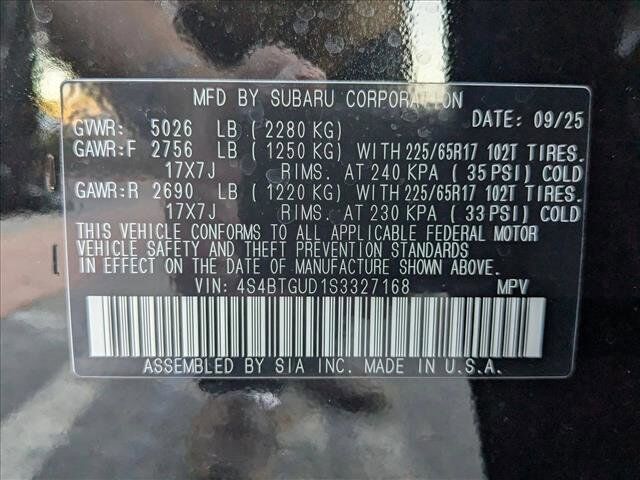 MFD BY SUBARU CORPORATION
DATE: 09/25
GVWR: 5026 LB ( 2280 KG)
GAWR:F 2756 LB ( 1250 KG) WITH 225/65R17 102T TIRES.
17X7J RIMS. AT 240 KPA ( 35 PSI) COLD
GAWR:R 2690 LB ( 1220 KG) WITH 225/65R17 102T TIRES.
17X7J RIMS. AT 230 KPA ( 33 PSI) COLD
THIS VEHICLE CONFORMS TO ALL APPLICABLE FEDERAL MOTOR
VEHICLE SAFETY AND THEFT PREVENTION STANDARDS
IN EFFECT ON THE DATE OF MANUFACTURE SHOWN ABOVE.
VIN: 4S4BTGUD1S3327168 MPV
ASSEMBLED BY SIA INC. MADE IN U.S.A.